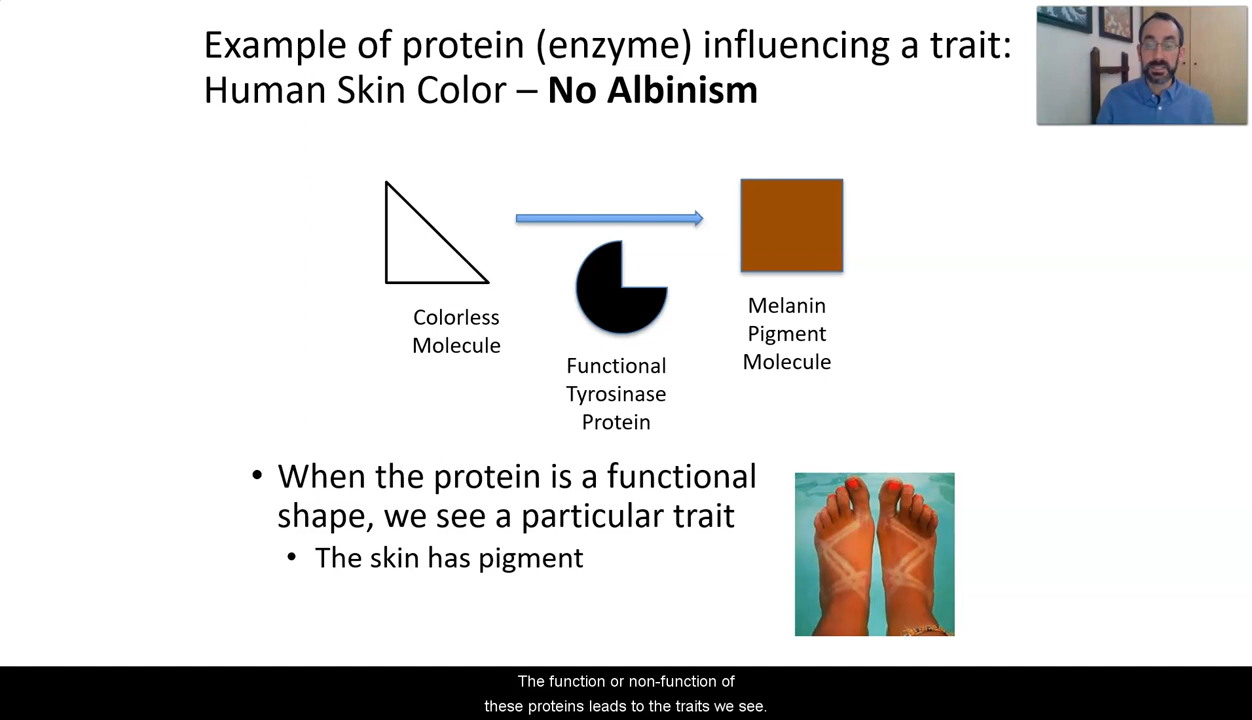 Example of protein (enzyme) influencing a trait:
Human Skin Color – No Albinism
Colorless
Molecule
Functional
Tyrosinase
Protein
Melanin
Pigment
Molecule
• When the protein is a functional
shape, we see a particular trait
• The skin has pigment
The function or non-function of
these proteins leads to the traits we see.